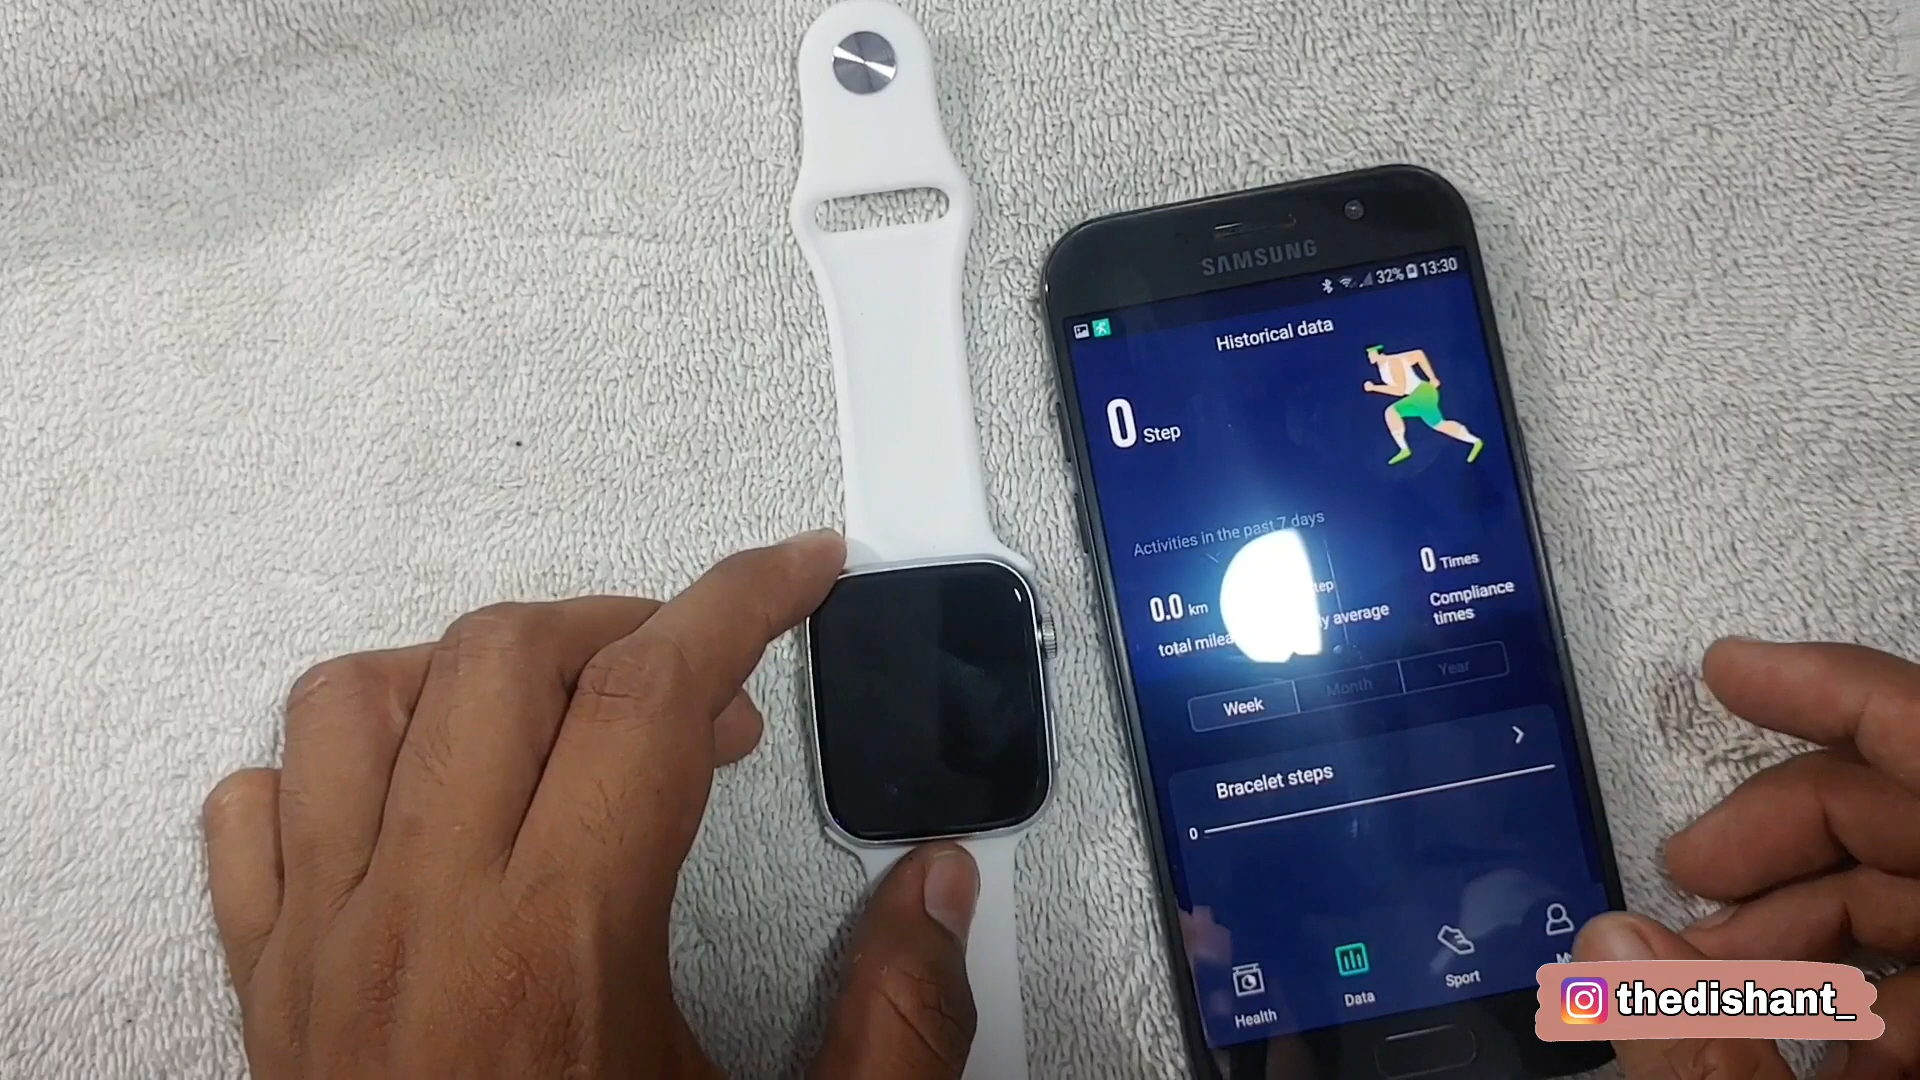 SAMSUNG
32% 13:30
Historical data
0 Step
Activities in the past 7 days
0.0 km
0 Times
total
average
Compliance
times
Week
Month
Year
Bracelet steps
0
Health
Data
Sport
thedishant_